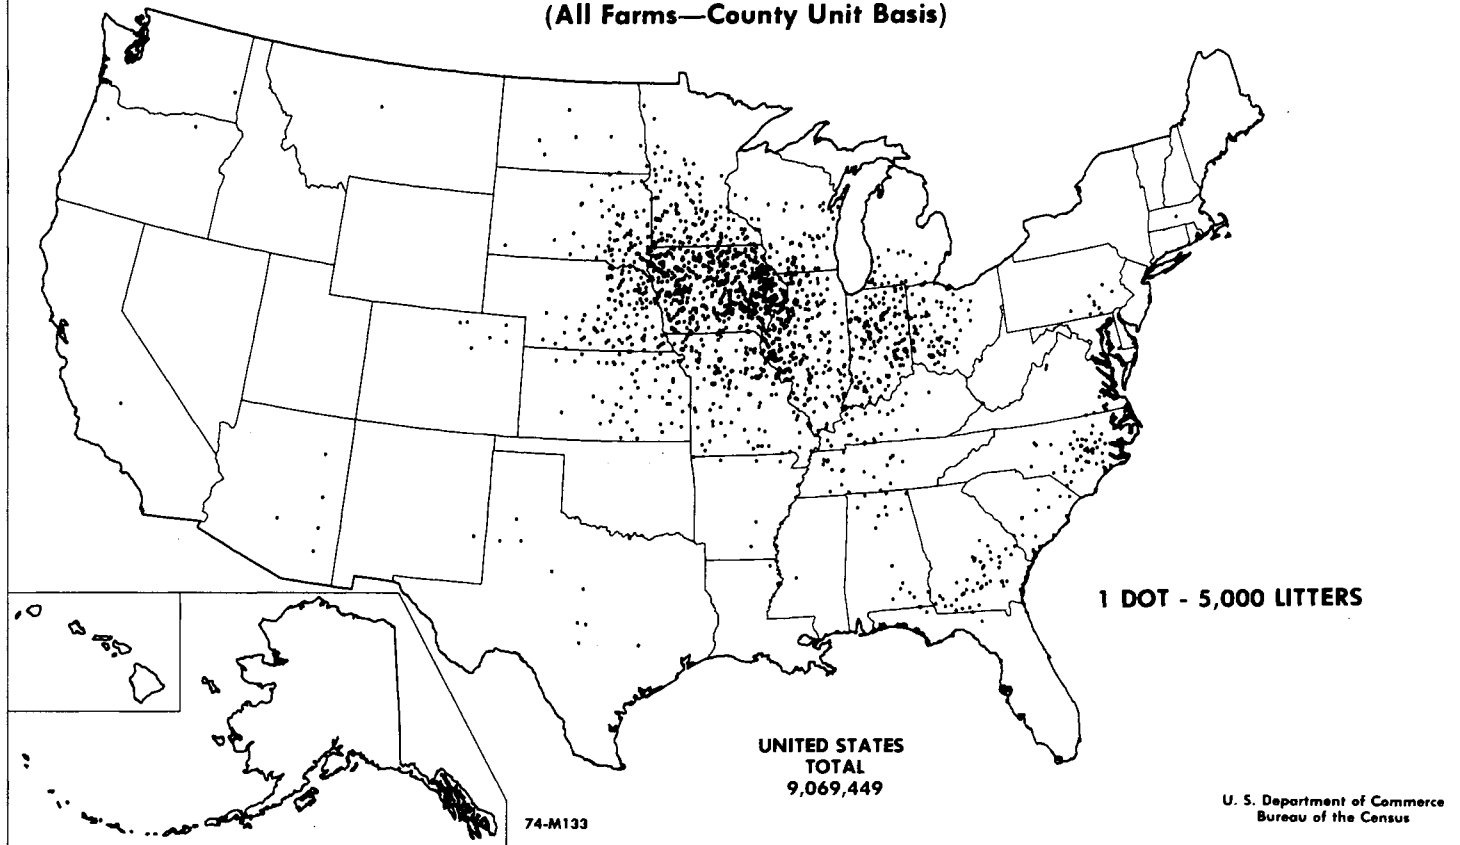 (All Farms—County Unit Basis)
1 DOT - 5,000 LITTERS
UNITED STATES
TOTAL
9,069,449
74-M133
U. S. Department of Commerce
Bureau of the Census